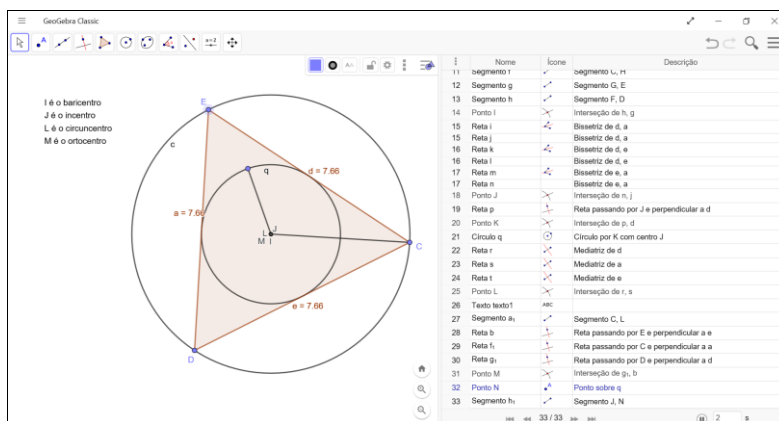 GeoGebra Classic
I é o baricentro
J é o incentro
L é o circuncentro
M é o ortocentro
E
c
q
d = 7.66
a = 7.66
L J
M I
C
e = 7.66
D
Nome Ícone Descrição
11 Segmento f Segmento C, H
12 Segmento g Segmento G, E
13 Segmento h Segmento F, D
14 Ponto I Interseção de h, g
15 Reta i Bissetriz de d, a
15 Reta j Bissetriz de d, a
16 Reta k Bissetriz de d, e
16 Reta l Bissetriz de d, e
17 Reta m Bissetriz de e, a
17 Reta n Bissetriz de e, a
18 Ponto J Interseção de n, j
19 Reta p Reta passando por J e perpendicular a d
20 Ponto K Interseção de p, d
21 Círculo q Círculo por K com centro J
22 Reta r Mediatriz de d
23 Reta s Mediatriz de a
24 Reta t Mediatriz de e
25 Ponto L Interseção de r, s
26 Texto texto1 ABC
27 Segmento a₁ Segmento C, L
28 Reta b Reta passando por E e perpendicular a e
29 Reta f₁ Reta passando por C e perpendicular a a
30 Reta g₁ Reta passando por D e perpendicular a d
31 Ponto M Interseção de g₁, b
32 Ponto N Ponto sobre q
33 Segmento h₁ Segmento J, N
33 / 33 2 s